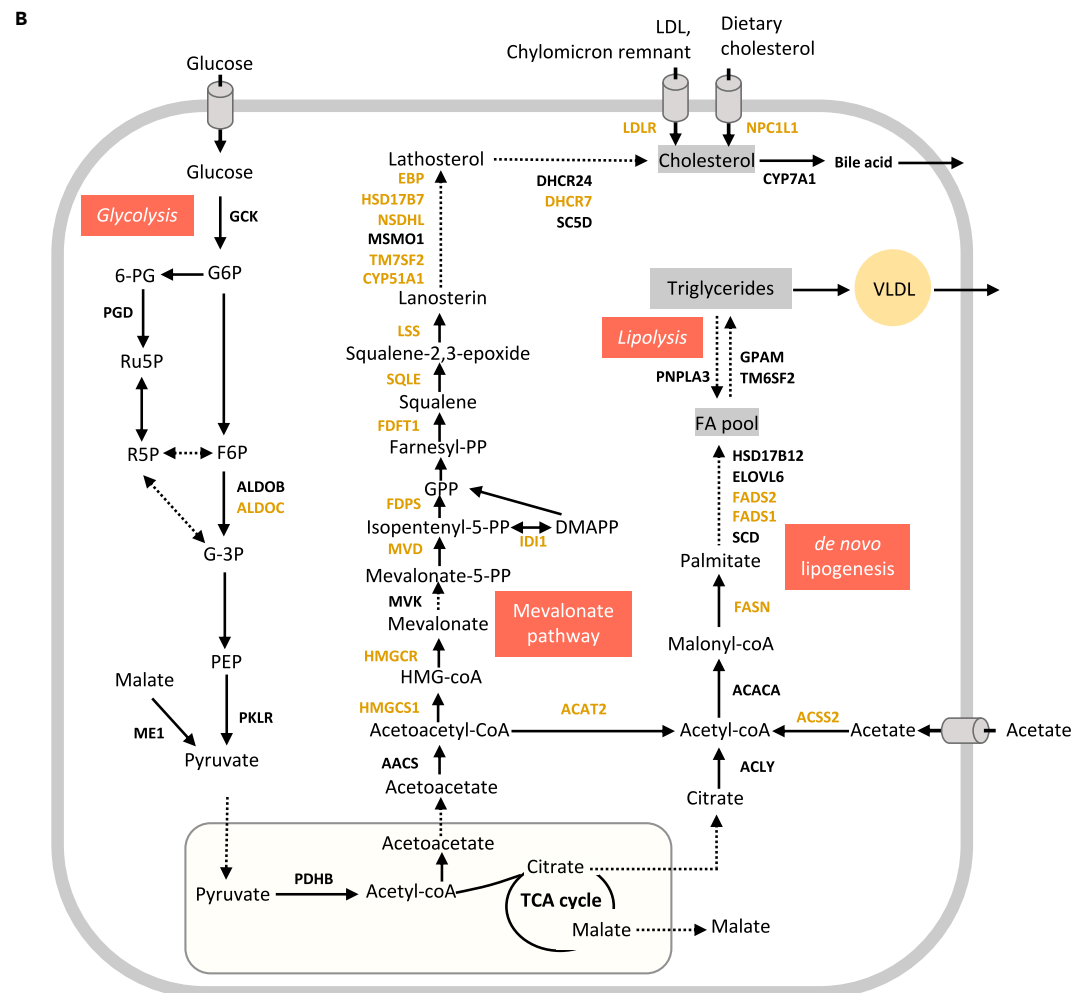 B
Glucose
LDL,
Chylomicron remnant
Dietary
cholesterol
LDLR
NPC1L1
Glucose
Lathosterol
Cholesterol
Bile acid
CYP7A1
EBP
HSD17B7
NSDHL
MSMO1
TM7SF2
CYP51A1
DHCR24
DHCR7
SC5D
Glycolysis
GCK
6-PG
G6P
PGD
Ru5P
R5P
F6P
ALDOB
ALDOC
G-3P
PEP
Malate
ME1
PKLR
Pyruvate
Lanosterin
LSS
Squalene-2,3-epoxide
SQLE
Squalene
FDFT1
Farnesyl-PP
GPP
FDPS
Isopentenyl-5-PP
DMAPP
IDI1
MVD
Mevalonate-5-PP
MVK
Mevalonate
Mevalonate
pathway
HMGCR
HMG-coA
HMGCS1
Acetoacetyl-CoA
ACAT2
AACS
Acetoacetate
Triglycerides
VLDL
Lipolysis
PNPLA3
GPAM
TM6SF2
FA pool
HSD17B12
ELOVL6
FADS2
FADS1
SCD
de novo
lipogenesis
Palmitate
FASN
Malonyl-coA
ACACA
Acetyl-coA
ACSS2
Acetate
Acetate
ACLY
Citrate
Acetoacetate
Pyruvate
PDHB
Acetyl-coA
Citrate
TCA cycle
Malate
Malate